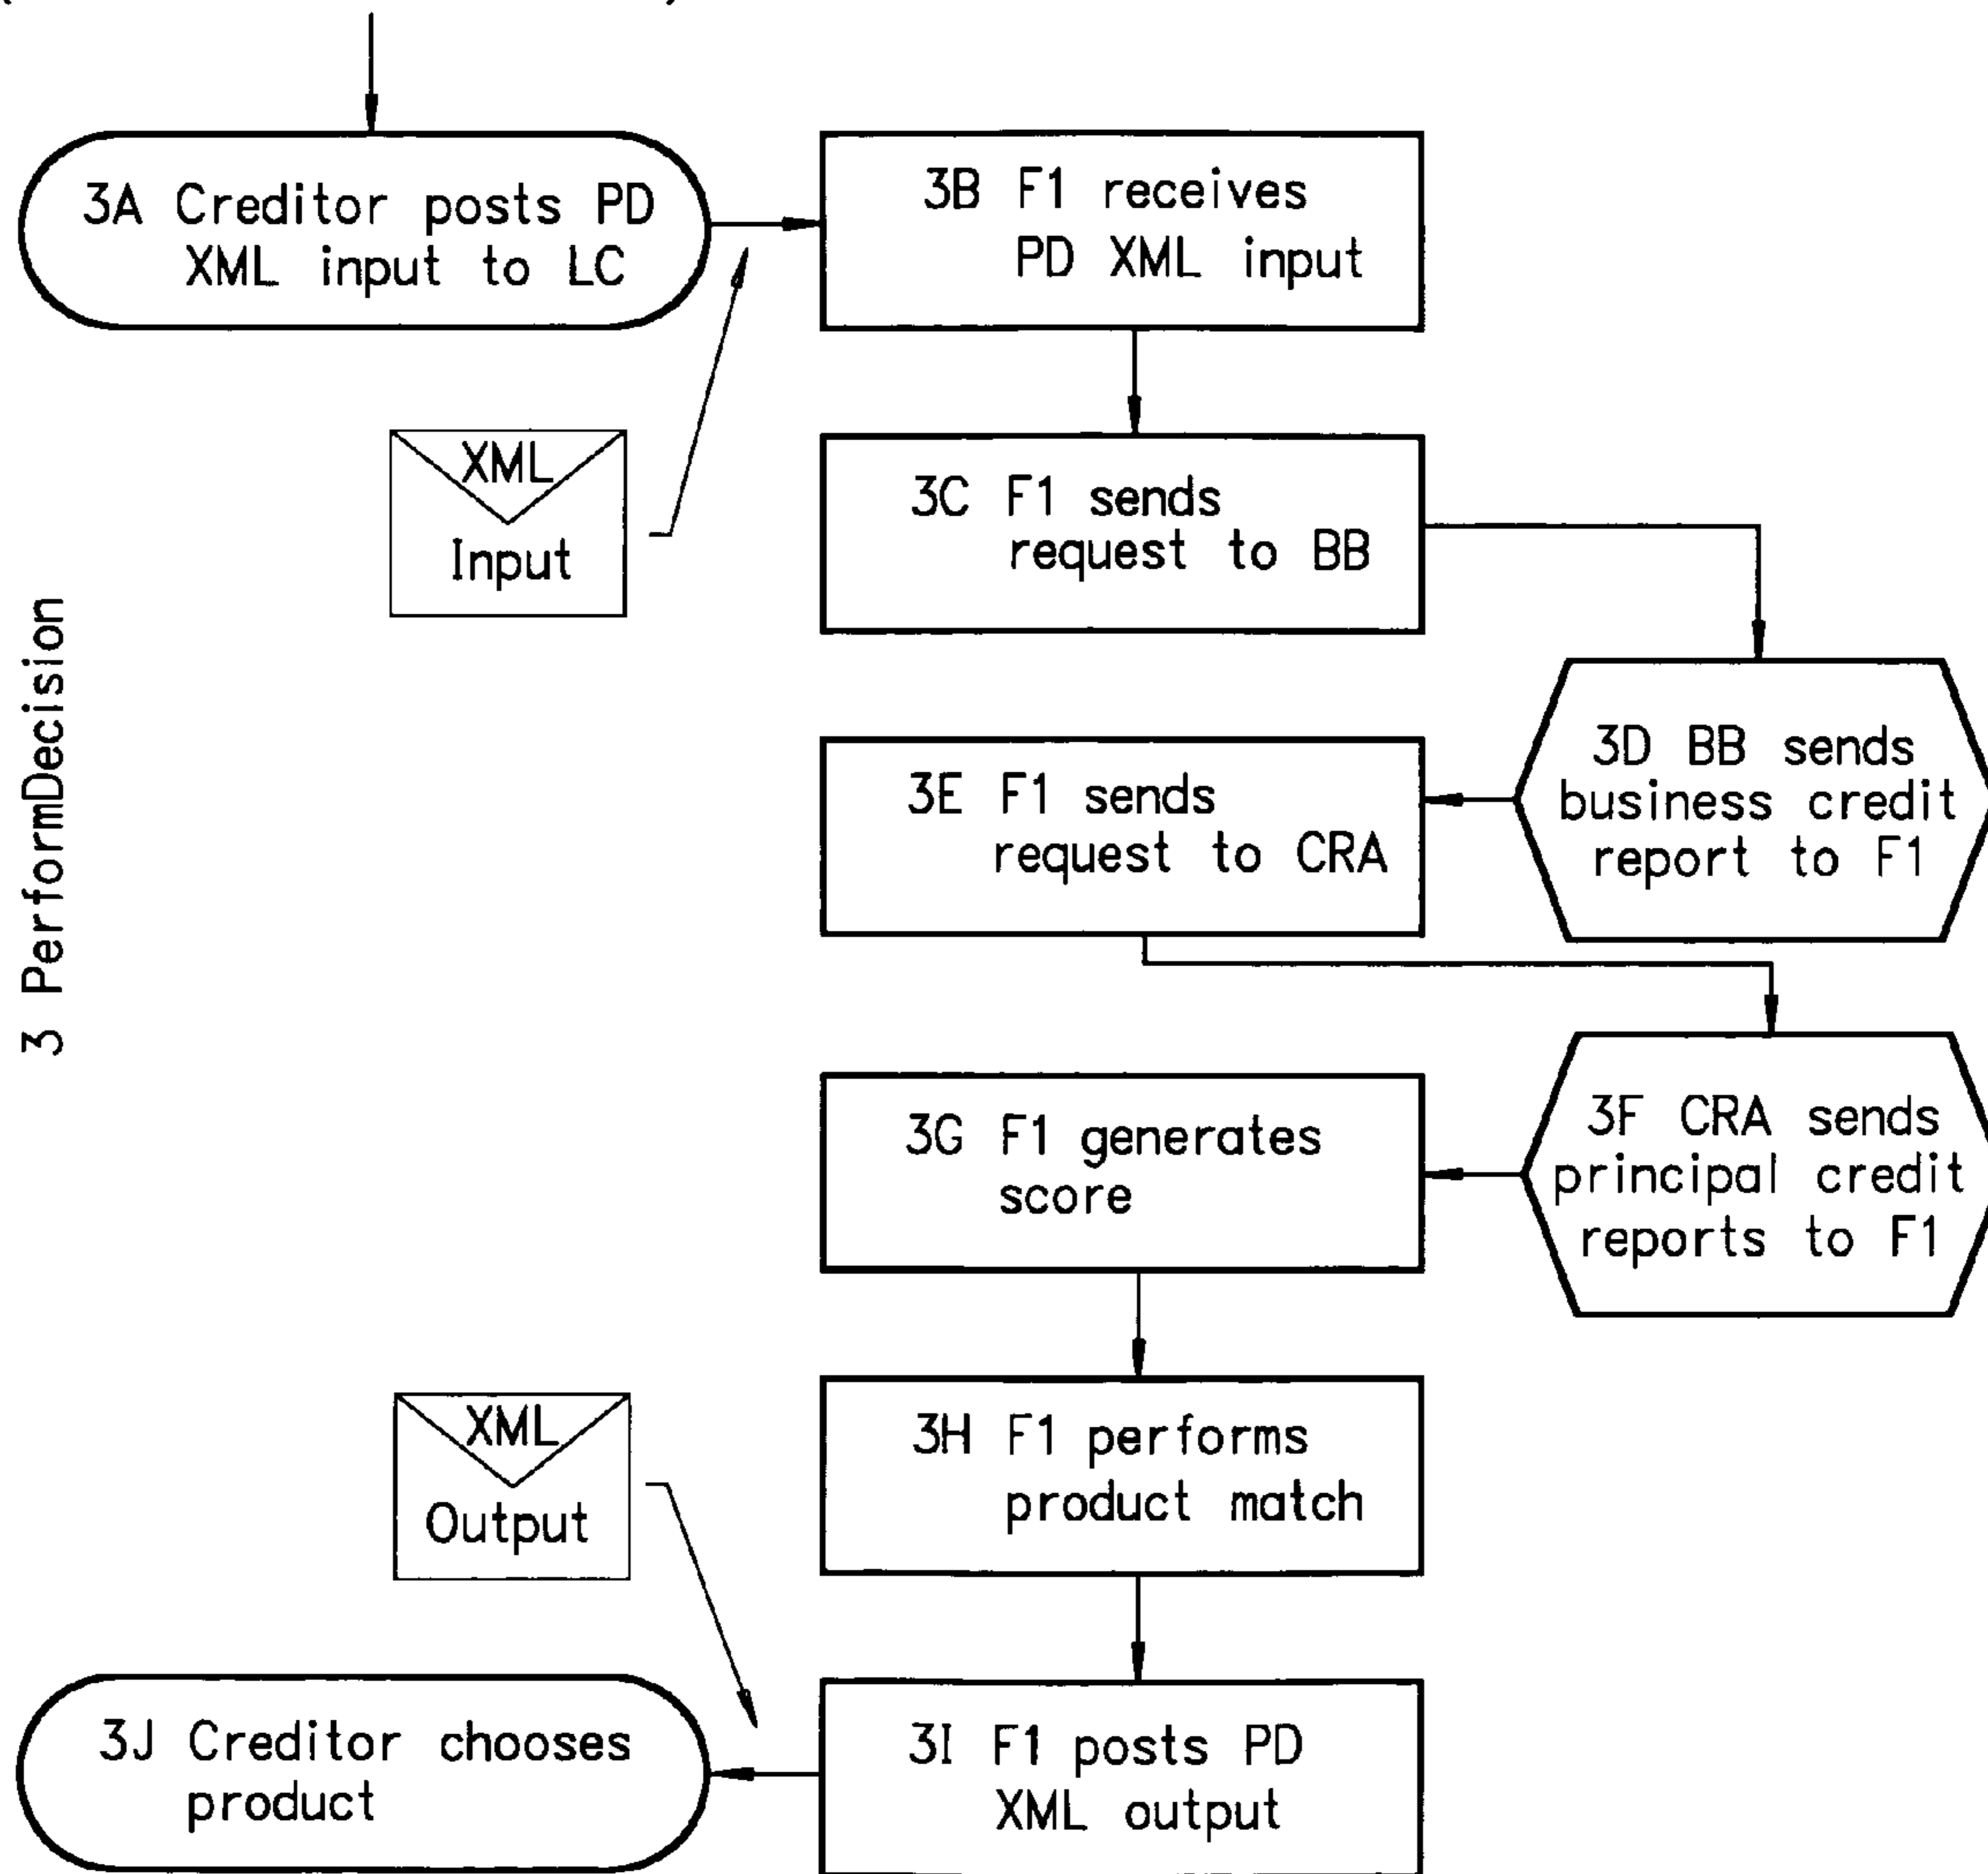 3A Creditor posts PD
XML input to LC
3B F1 receives
PD XML input
XML
Input
3C F1 sends
request to BB
3 PerformDecision
3D BB sends
business credit
report to F1
3E F1 sends
request to CRA
3F CRA sends
principal credit
reports to F1
3G F1 generates
score
3H F1 performs
product match
XML
Output
3I F1 posts PD
XML output
3J Creditor chooses
product